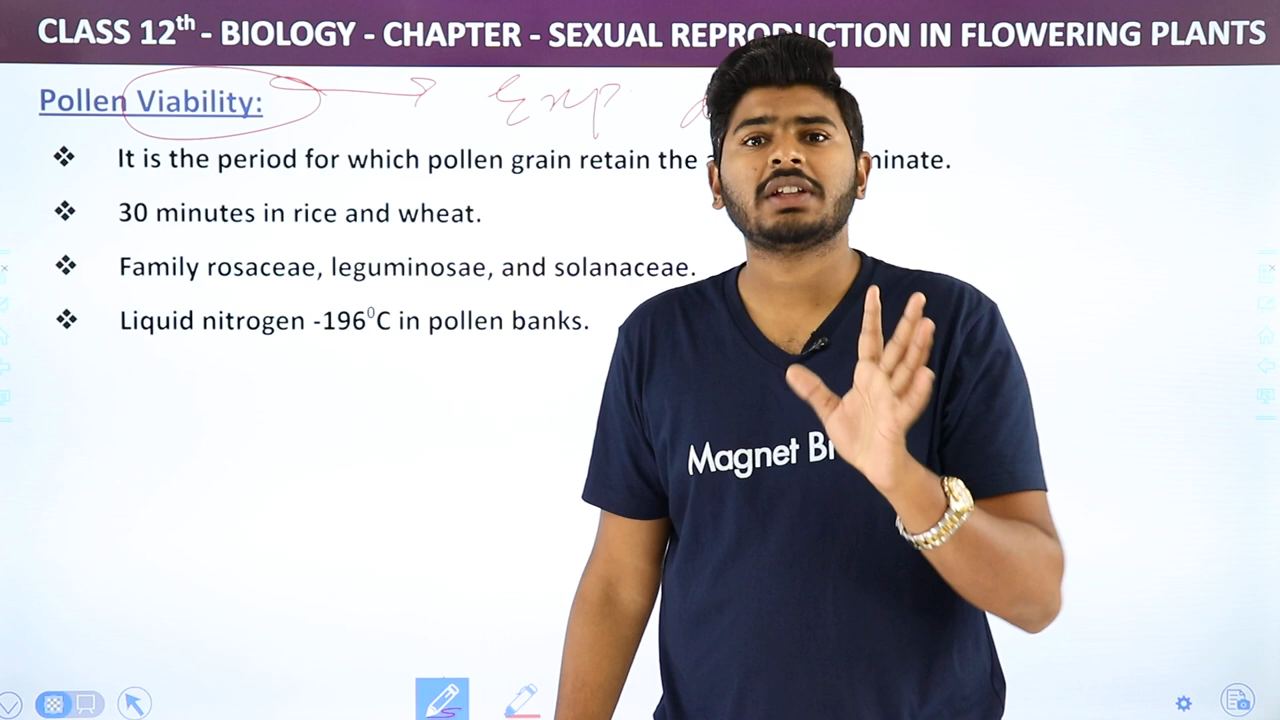 CLASS 12th - BIOLOGY - CHAPTER - SEXUAL REPRODUCTION IN FLOWERING PLANTS
Pollen Viability:
Exp
❖ It is the period for which pollen grain retain the
❖ 30 minutes in rice and wheat.
❖ Family rosaceae, leguminosae, and solanaceae.
❖ Liquid nitrogen -196⁰C in pollen banks.
Magnet